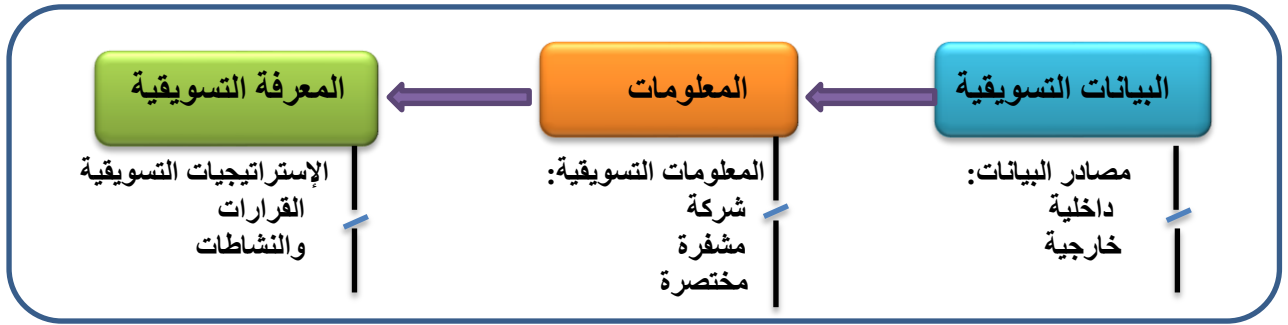 البيانات التسويقية
مصادر البيانات:
داخلية
خارجية
المعلومات
المعلومات التسويقية:
شركة
مشفرة
مختصرة
المعرفة التسويقية
الإستراتيجيات التسويقية
القرارات
والنشاطات